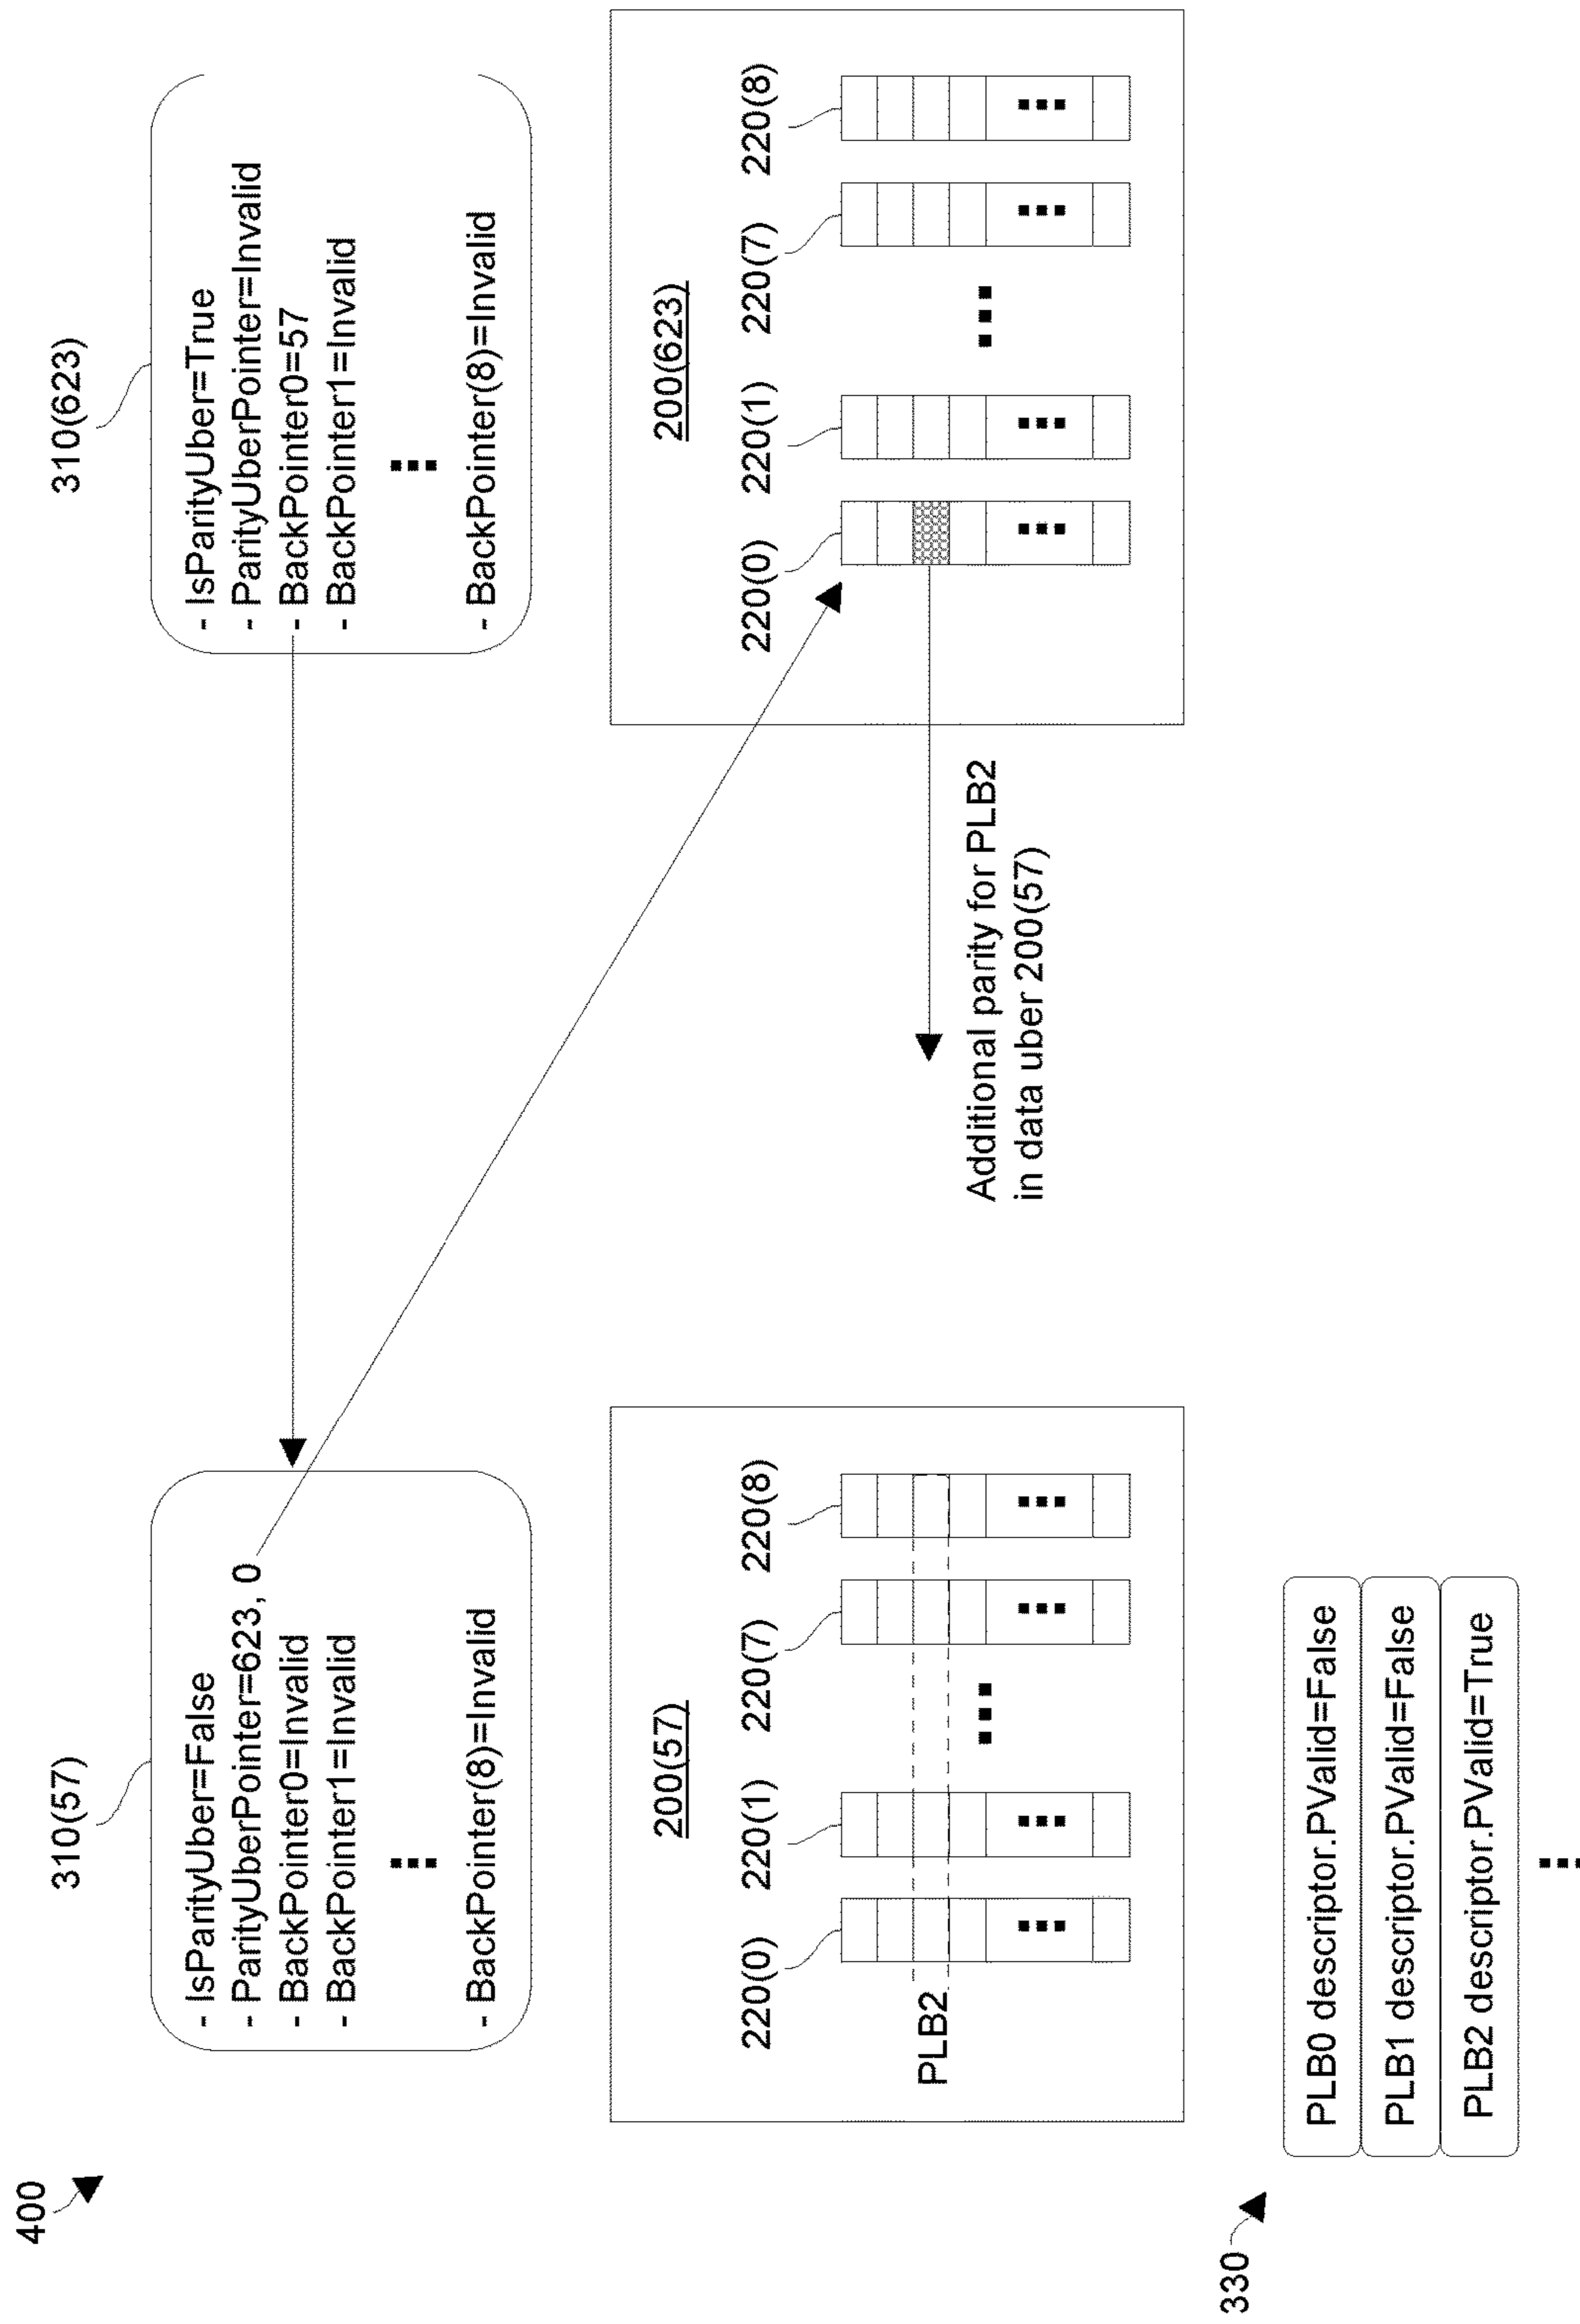 400
310(57)
- IsParityUber=False
- ParityUberPointer=623, 0
- BackPointer0=Invalid
- BackPointer1=Invalid
- BackPointer(8)=Invalid
310(623)
- IsParityUber=True
- ParityUberPointer=Invalid
- BackPointer0=57
- BackPointer1=Invalid
- BackPointer(8)=Invalid
200(57)
220(0)
220(1)
220(7)
220(8)
PLB2
200(623)
220(0)
220(1)
220(7)
220(8)
Additional parity for PLB2
in data uber 200(57)
330
PLB0 descriptor.PValid=False
PLB1 descriptor.PValid=False
PLB2 descriptor.PValid=True